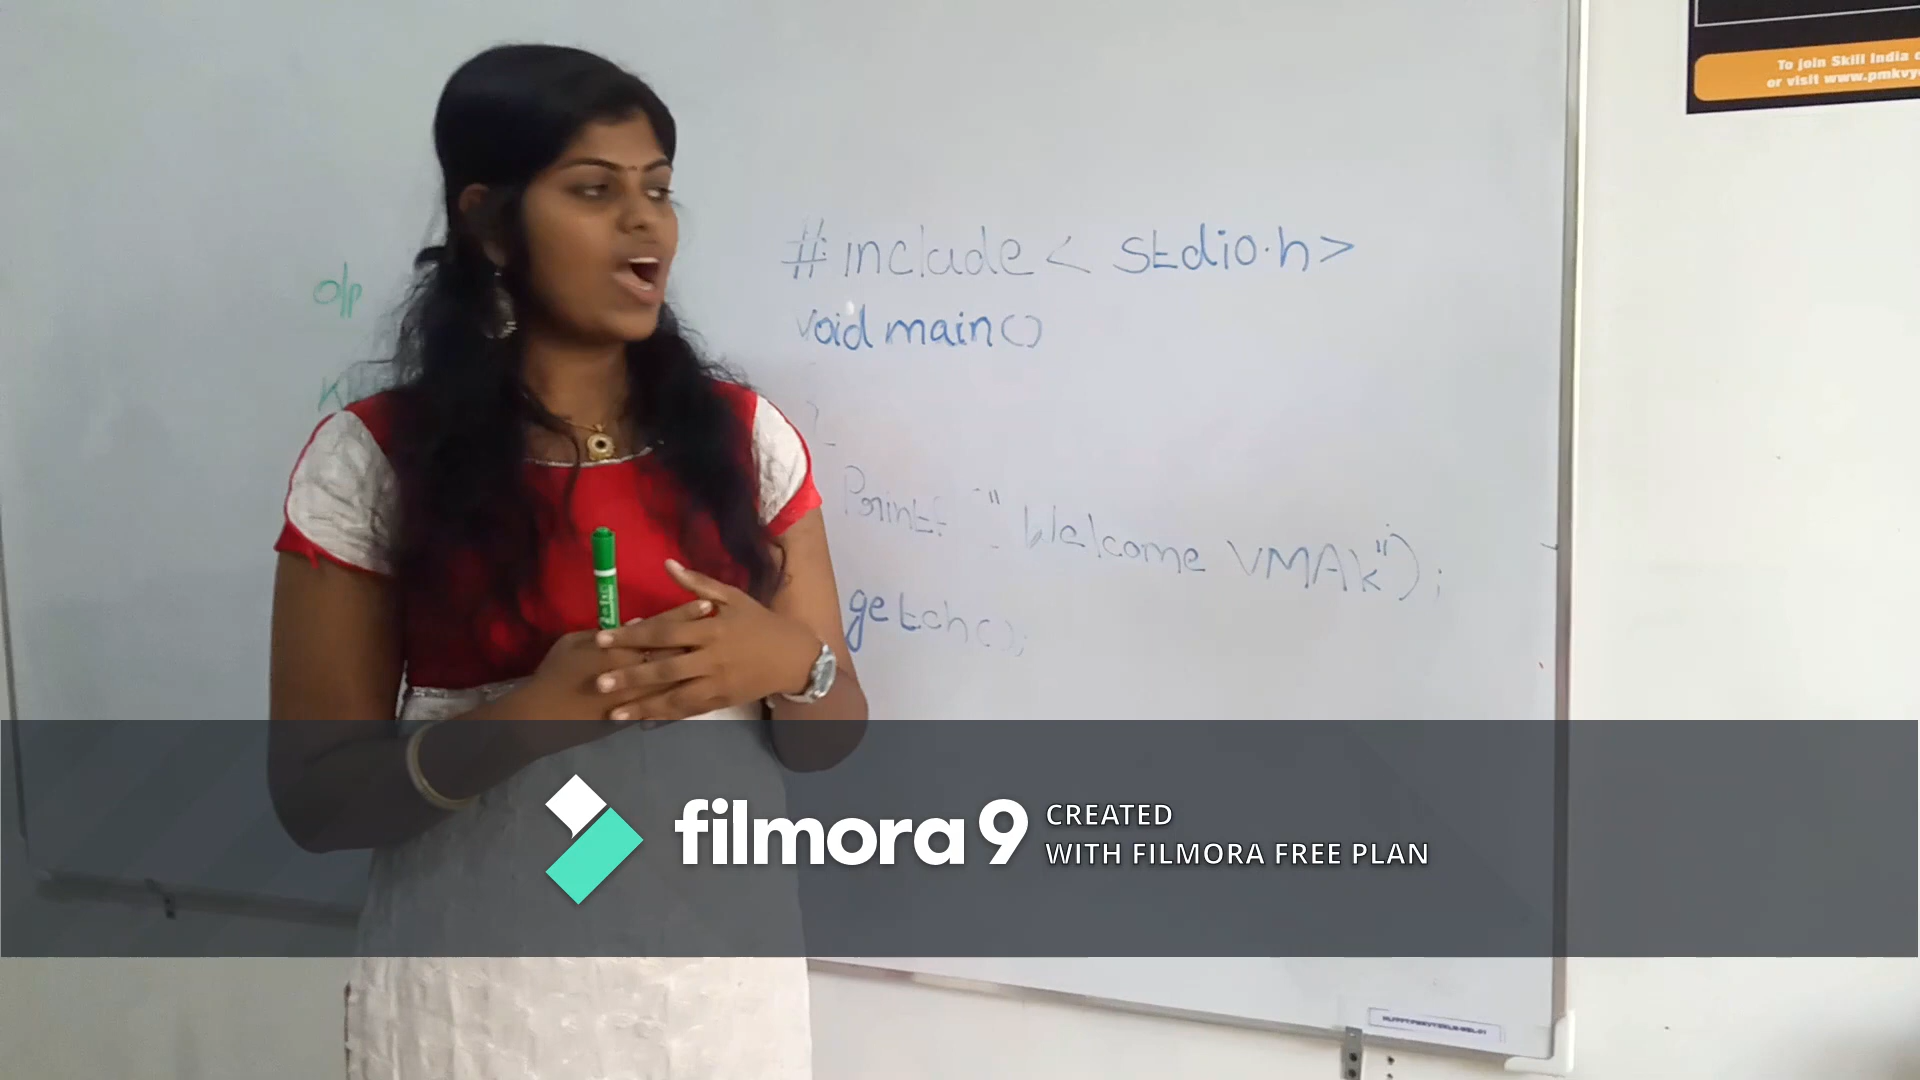 To join Skill India
or visit www.pmkvy
o/p
# include < stdio.h>
void main()
{
Printf "Welcome VMAK");
getch();
filmora 9
CREATED
WITH FILMORA FREE PLAN